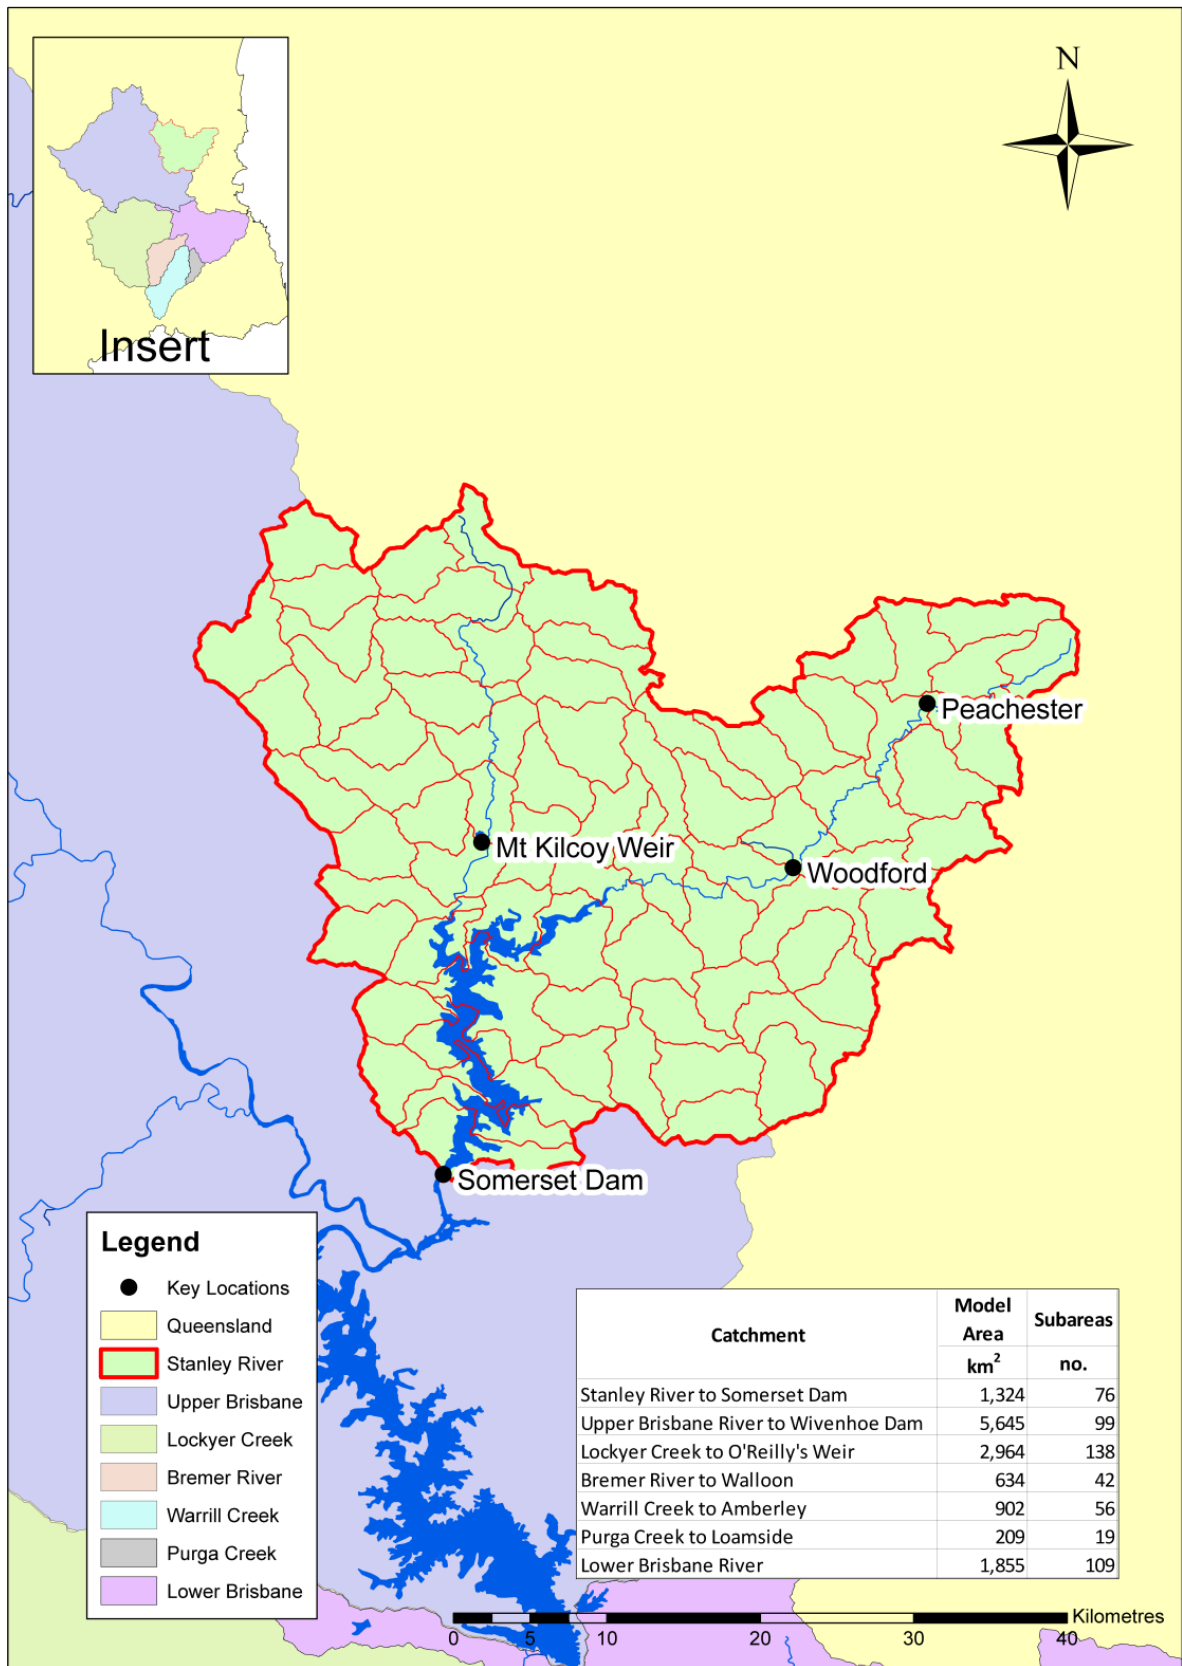 N
Insert
Peachester
Mt Kilcoy Weir
Woodford
Somerset Dam
Legend
Key Locations
Queensland
Stanley River
Upper Brisbane
Lockyer Creek
Bremer River
Warrill Creek
Purga Creek
Lower Brisbane
Catchment Model Area Subareas
km² no.
Stanley River to Somerset Dam 1,324 76
Upper Brisbane River to Wivenhoe Dam 5,645 99
Lockyer Creek to O'Reilly's Weir 2,964 138
Bremer River to Walloon 634 42
Warrill Creek to Amberley 902 56
Purga Creek to Loamside 209 19
Lower Brisbane River 1,855 109
Kilometres
0 5 10 20 30 40